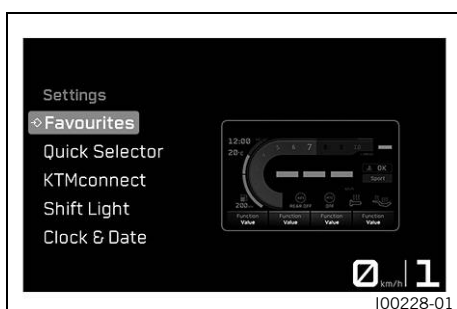 Settings
Favourites
Quick Selector
KTMconnect
Shift Light
Clock & Date
12:00
5 6 7 8 9 10
20°c
OK
Sport
200
REAR OFF
OFF
Function Function Function Function
Value Value Value Value
0 km/h 1
I00228-01